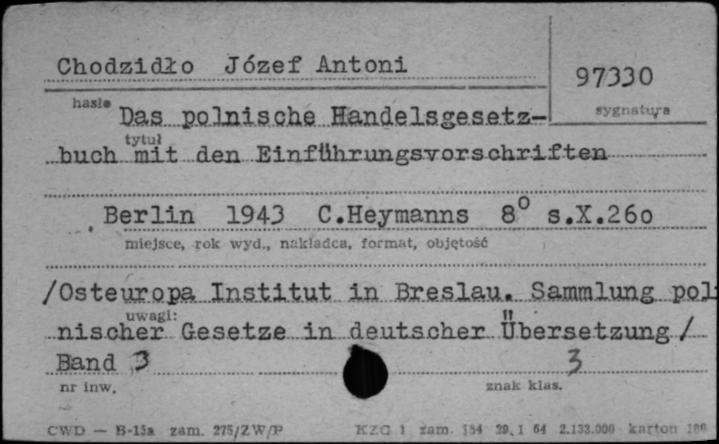 Chodzidło Józef Antoni
97330
hasło
sygnatura
Das polnische Handelsgesetz-
tytuł
buch mit den Einführungsvorschriften
Berlin 1943 C.Heymanns 8° s.X.26o
miejsce, rok wyd., nakładca, format, objętość
/Osteuropa Institut in Breslau. Sammlung pol
uwagi:
nischer Gesetze in deutscher Übersetzung/
Band 3
3
nr inw.
znak klas.
CWD — B-15a zam. 275/ZW/P KZG 1 zam. 154 29.1 64 2.133.000 karton